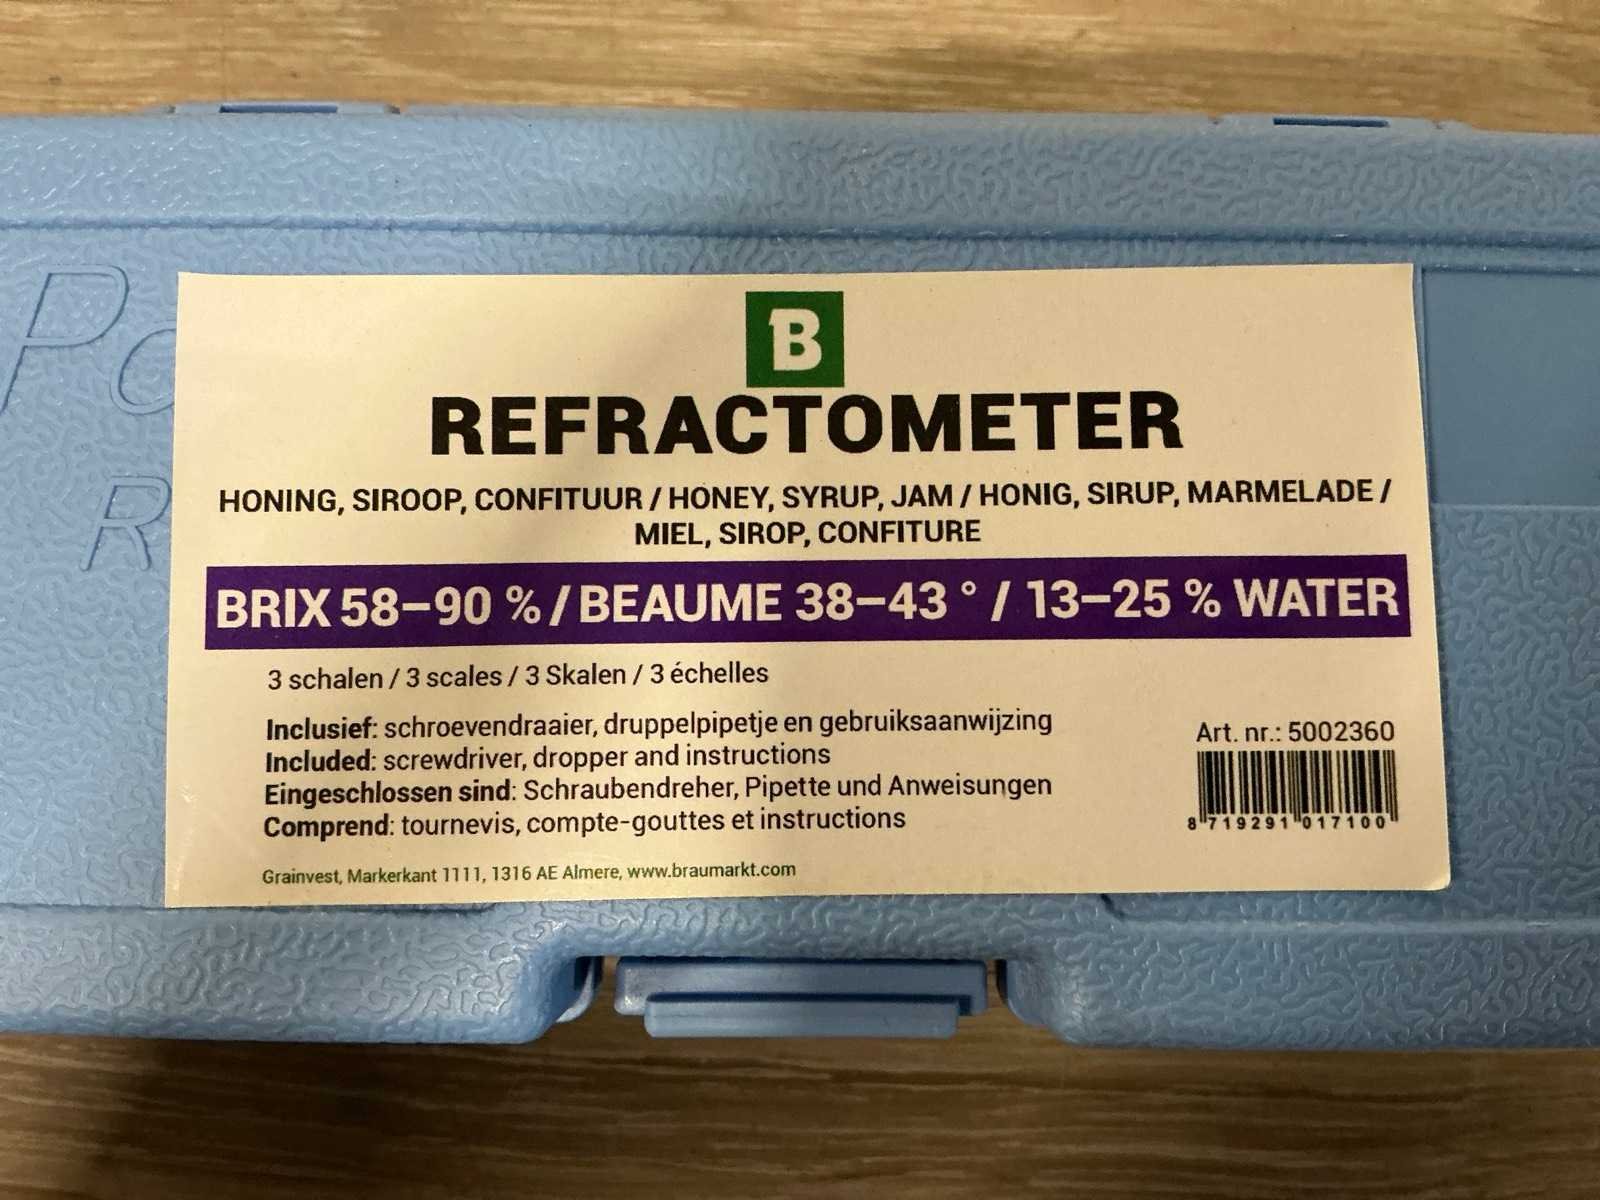 B
REFRACTOMETER
HONING, SIROOP, CONFITUUR / HONEY, SYRUP, JAM / HONIG, SIRUP, MARMELADE /
MIEL, SIROP, CONFITURE
BRIX 58–90 % / BEAUME 38–43 ° / 13–25 % WATER
3 schalen / 3 scales / 3 Skalen / 3 échelles
Inclusief: schroevendraaier, druppelpipetje en gebruiksaanwijzing
Included: screwdriver, dropper and instructions
Eingeschlossen sind: Schraubendreher, Pipette und Anweisungen
Comprend: tournevis, compte-gouttes et instructions
Art. nr.: 5002360
8 719291 017100
Grainvest, Markerkant 1111, 1316 AE Almere, www.braumarkt.com